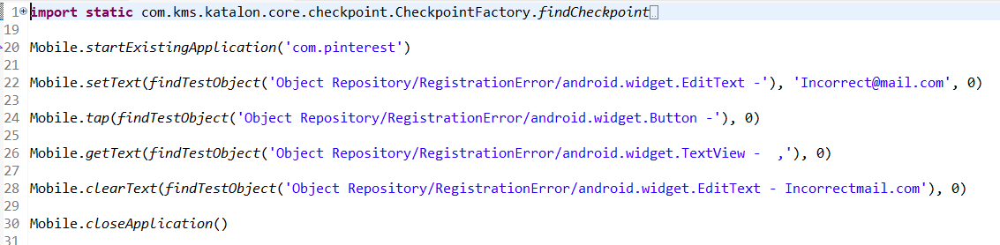 1 import static com.kms.katalon.core.checkpoint.CheckpointFactory.findCheckpoint
19
20 Mobile.startExistingApplication('com.pinterest')
21
22 Mobile.setText(findTestObject('Object Repository/RegistrationError/android.widget.EditText -'), 'Incorrect@mail.com', 0)
23
24 Mobile.tap(findTestObject('Object Repository/RegistrationError/android.widget.Button -'), 0)
25
26 Mobile.getText(findTestObject('Object Repository/RegistrationError/android.widget.TextView -  ,'), 0)
27
28 Mobile.clearText(findTestObject('Object Repository/RegistrationError/android.widget.EditText - Incorrectmail.com'), 0)
29
30 Mobile.closeApplication()
31